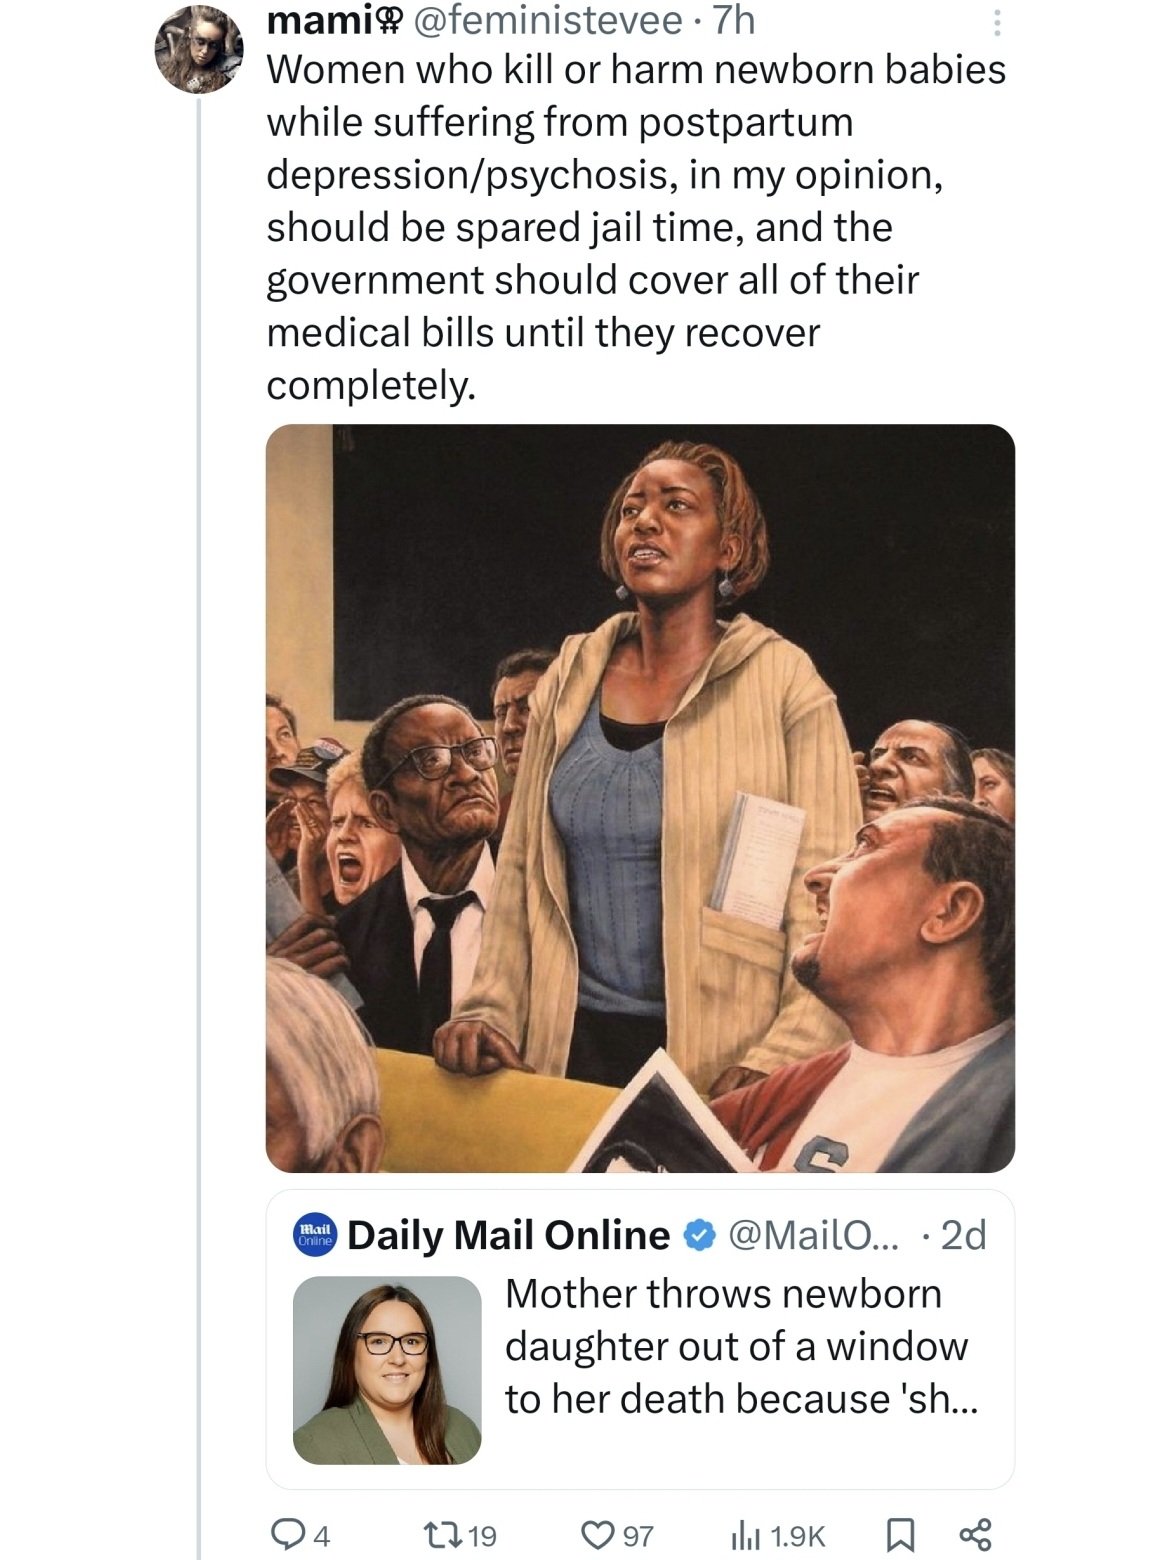 mami @feministevee · 7h
Women who kill or harm newborn babies
while suffering from postpartum
depression/psychosis, in my opinion,
should be spared jail time, and the
government should cover all of their
medical bills until they recover
completely.
S
Mail
Online
Daily Mail Online @MailO... · 2d
Mother throws newborn
daughter out of a window
to her death because 'sh...
4 19 97 1.9K